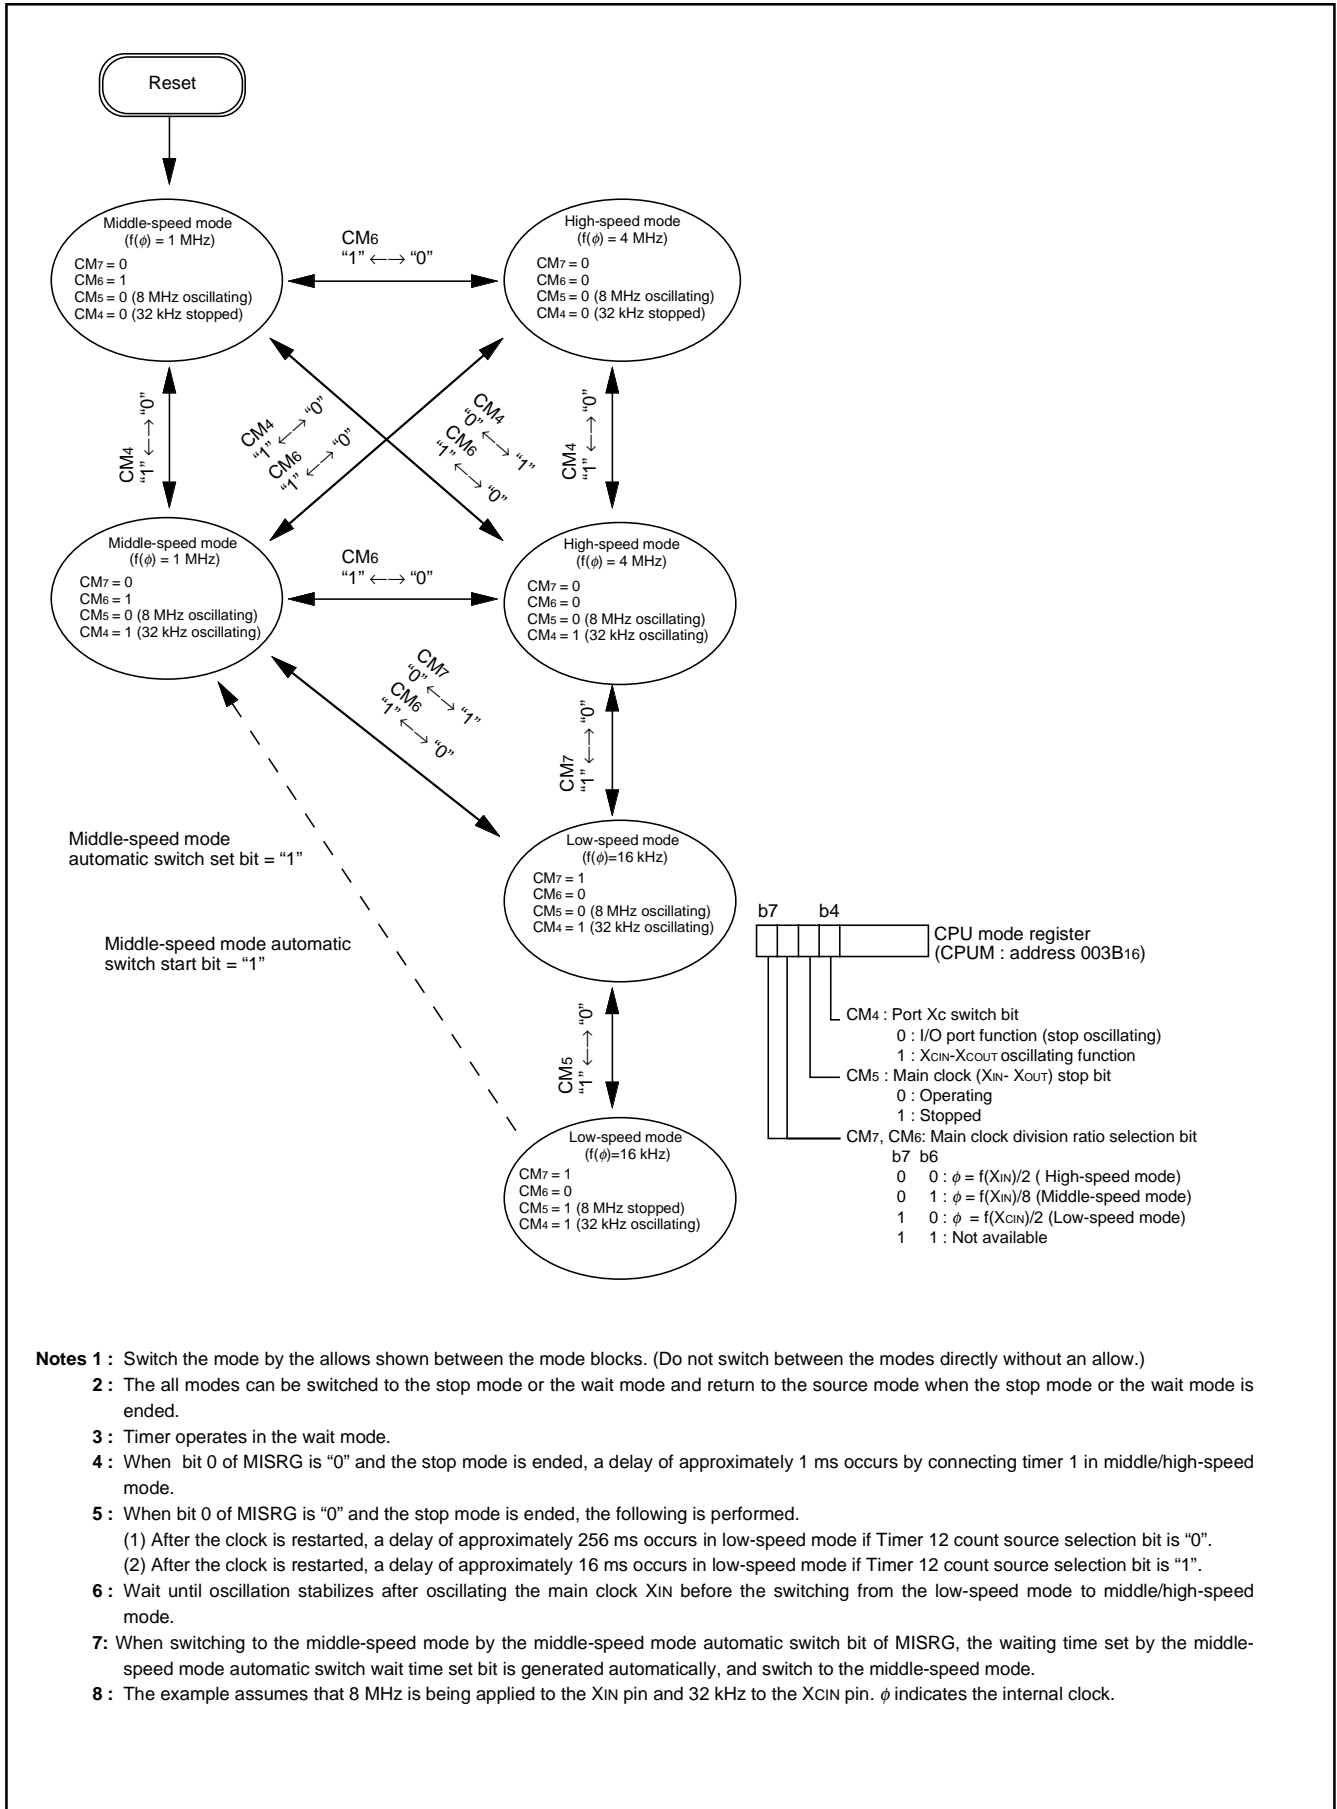 Reset
Middle-speed mode
(f(ϕ) = 1 MHz)
CM7 = 0
CM6 = 1
CM5 = 0 (8 MHz oscillating)
CM4 = 0 (32 kHz stopped)
CM6
“1” ←→ “0”
High-speed mode
(f(ϕ) = 4 MHz)
CM7 = 0
CM6 = 0
CM5 = 0 (8 MHz oscillating)
CM4 = 0 (32 kHz stopped)
CM4
“1” ←→ “0”
CM4
“1” ←→ “0”
CM6
“1” ←→ “0”
CM4
“0” ←→ “1”
CM6
“1” ←→ “0”
CM4
“1” ←→ “0”
Middle-speed mode
(f(ϕ) = 1 MHz)
CM7 = 0
CM6 = 1
CM5 = 0 (8 MHz oscillating)
CM4 = 1 (32 kHz oscillating)
CM6
“1” ←→ “0”
High-speed mode
(f(ϕ) = 4 MHz)
CM7 = 0
CM6 = 0
CM5 = 0 (8 MHz oscillating)
CM4 = 1 (32 kHz oscillating)
CM7
“0” ←→ “1”
CM6
“1” ←→ “0”
CM7
“1” ←→ “0”
Middle-speed mode
automatic switch set bit = “1”
Low-speed mode
(f(ϕ)=16 kHz)
CM7 = 1
CM6 = 0
CM5 = 0 (8 MHz oscillating)
CM4 = 1 (32 kHz oscillating)
Middle-speed mode automatic
switch start bit = “1”
CM5
“1” ←→ “0”
Low-speed mode
(f(ϕ)=16 kHz)
CM7 = 1
CM6 = 0
CM5 = 1 (8 MHz stopped)
CM4 = 1 (32 kHz oscillating)
b7 b4
CPU mode register
(CPUM : address 003B16)
CM4 : Port Xc switch bit
0 : I/O port function (stop oscillating)
1 : XCIN-XCOUT oscillating function
CM5 : Main clock (XIN- XOUT) stop bit
0 : Operating
1 : Stopped
CM7, CM6: Main clock division ratio selection bit
b7 b6
0 0 : ϕ = f(XIN)/2 ( High-speed mode)
0 1 : ϕ = f(XIN)/8 (Middle-speed mode)
1 0 : ϕ = f(XCIN)/2 (Low-speed mode)
1 1 : Not available
Notes 1 : Switch the mode by the allows shown between the mode blocks. (Do not switch between the modes directly without an allow.)
2 : The all modes can be switched to the stop mode or the wait mode and return to the source mode when the stop mode or the wait mode is
ended.
3 : Timer operates in the wait mode.
4 : When bit 0 of MISRG is “0” and the stop mode is ended, a delay of approximately 1 ms occurs by connecting timer 1 in middle/high-speed
mode.
5 : When bit 0 of MISRG is “0” and the stop mode is ended, the following is performed.
(1) After the clock is restarted, a delay of approximately 256 ms occurs in low-speed mode if Timer 12 count source selection bit is “0”.
(2) After the clock is restarted, a delay of approximately 16 ms occurs in low-speed mode if Timer 12 count source selection bit is “1”.
6 : Wait until oscillation stabilizes after oscillating the main clock XIN before the switching from the low-speed mode to middle/high-speed
mode.
7: When switching to the middle-speed mode by the middle-speed mode automatic switch bit of MISRG, the waiting time set by the middle-
speed mode automatic switch wait time set bit is generated automatically, and switch to the middle-speed mode.
8 : The example assumes that 8 MHz is being applied to the XIN pin and 32 kHz to the XCIN pin. ϕ indicates the internal clock.